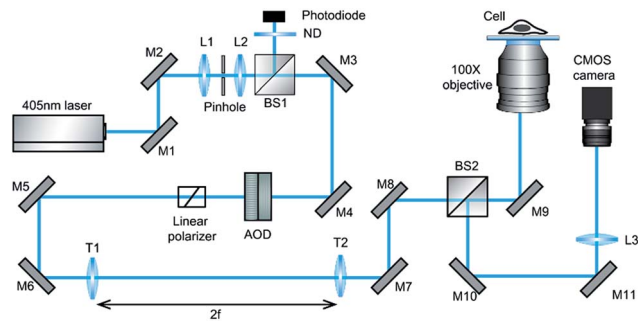 Photodiode
ND
Cell
L1
L2
M3
M2
BS1
100X
objective
CMOS
camera
405nm laser
Pinhole
M1
M5
M8
BS2
M4
M9
Linear
polarizer
AOD
L3
T1
T2
M6
M7
M10
M11
2f